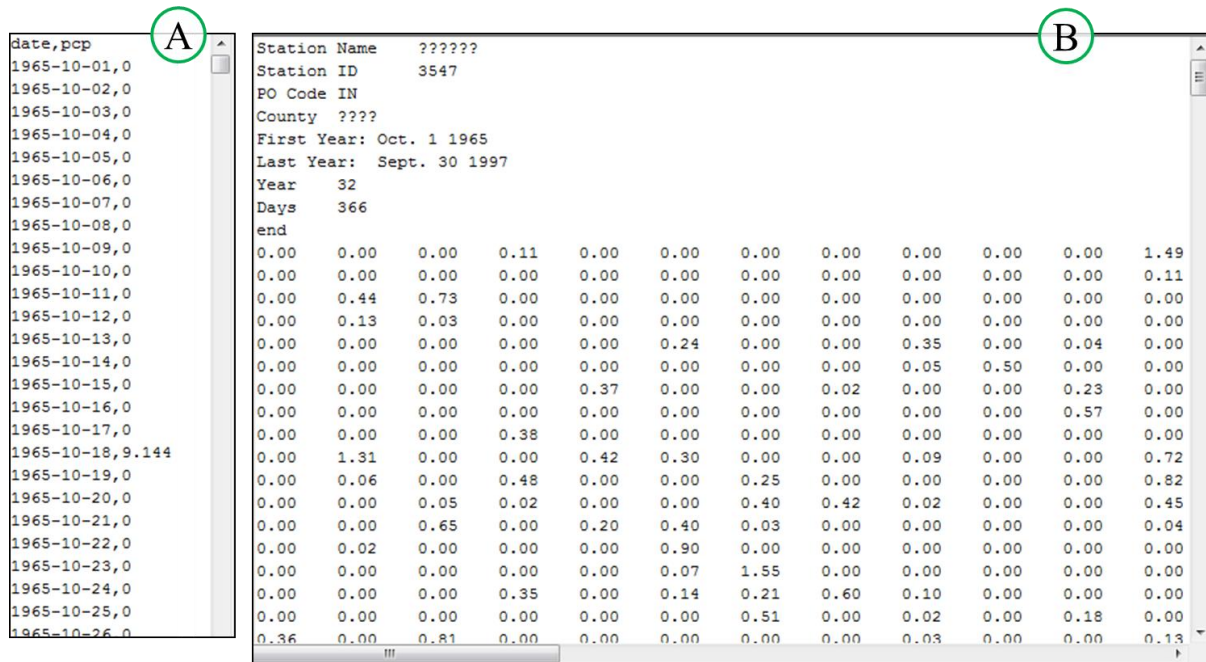 A
date,pcp
1965-10-01,0
1965-10-02,0
1965-10-03,0
1965-10-04,0
1965-10-05,0
1965-10-06,0
1965-10-07,0
1965-10-08,0
1965-10-09,0
1965-10-10,0
1965-10-11,0
1965-10-12,0
1965-10-13,0
1965-10-14,0
1965-10-15,0
1965-10-16,0
1965-10-17,0
1965-10-18,9.144
1965-10-19,0
1965-10-20,0
1965-10-21,0
1965-10-22,0
1965-10-23,0
1965-10-24,0
1965-10-25,0
1965-10-26,0
B
Station Name ??????
Station ID 3547
PO Code IN
County ????
First Year: Oct. 1 1965
Last Year: Sept. 30 1997
Year 32
Days 366
end
0.00 0.00 0.00 0.11 0.00 0.00 0.00 0.00 0.00 0.00 0.00 1.49
0.00 0.00 0.00 0.00 0.00 0.00 0.00 0.00 0.00 0.00 0.00 0.11
0.00 0.44 0.73 0.00 0.00 0.00 0.00 0.00 0.00 0.00 0.00 0.00
0.00 0.13 0.03 0.00 0.00 0.00 0.00 0.00 0.00 0.00 0.00 0.00
0.00 0.00 0.00 0.00 0.00 0.24 0.00 0.00 0.35 0.00 0.04 0.00
0.00 0.00 0.00 0.00 0.00 0.00 0.00 0.00 0.05 0.50 0.00 0.00
0.00 0.00 0.00 0.00 0.37 0.00 0.00 0.02 0.00 0.00 0.23 0.00
0.00 0.00 0.00 0.00 0.00 0.00 0.00 0.00 0.00 0.00 0.57 0.00
0.00 0.00 0.00 0.38 0.00 0.00 0.00 0.00 0.00 0.00 0.00 0.00
0.00 1.31 0.00 0.00 0.42 0.30 0.00 0.00 0.09 0.00 0.00 0.72
0.00 0.06 0.00 0.48 0.00 0.00 0.25 0.00 0.00 0.00 0.00 0.82
0.00 0.00 0.05 0.02 0.00 0.00 0.40 0.42 0.02 0.00 0.00 0.45
0.00 0.00 0.65 0.00 0.20 0.40 0.03 0.00 0.00 0.00 0.00 0.04
0.00 0.02 0.00 0.00 0.00 0.90 0.00 0.00 0.00 0.00 0.00 0.00
0.00 0.00 0.00 0.00 0.00 0.07 1.55 0.00 0.00 0.00 0.00 0.00
0.00 0.00 0.00 0.35 0.00 0.14 0.21 0.60 0.10 0.00 0.00 0.00
0.00 0.00 0.00 0.00 0.00 0.00 0.51 0.00 0.02 0.00 0.18 0.00
0.36 0.00 0.81 0.00 0.00 0.00 0.00 0.00 0.03 0.00 0.00 0.13